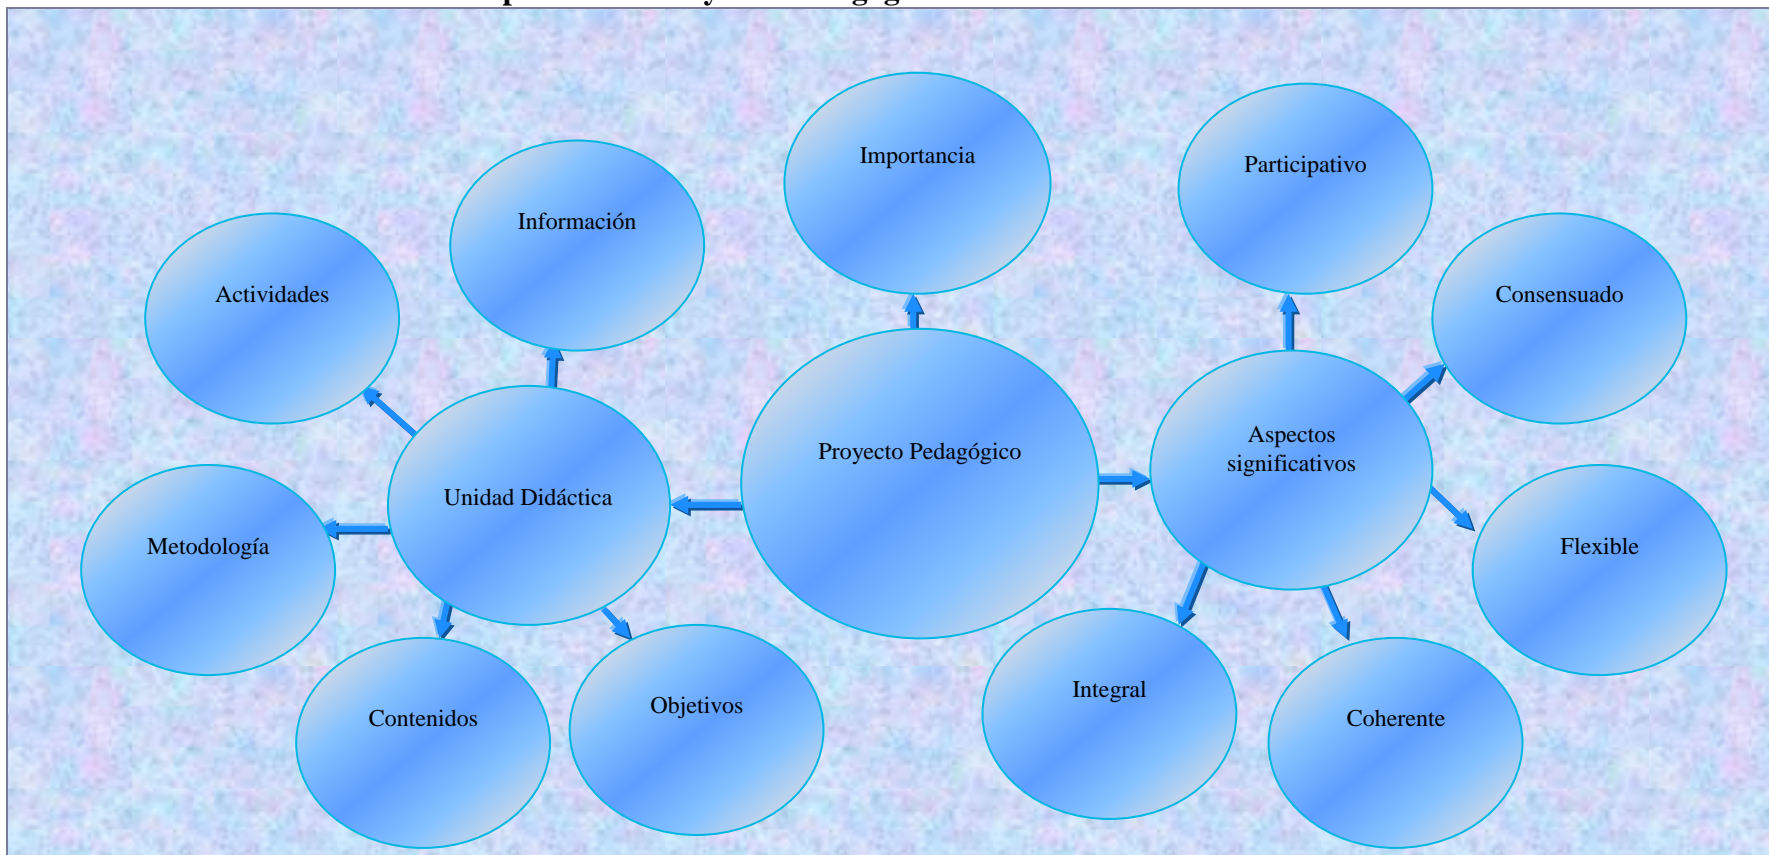 Importancia
Participativo
Información
Actividades
Consensuado
Proyecto Pedagógico
Aspectos
significativos
Unidad Didáctica
Metodología
Flexible
Contenidos
Objetivos
Integral
Coherente